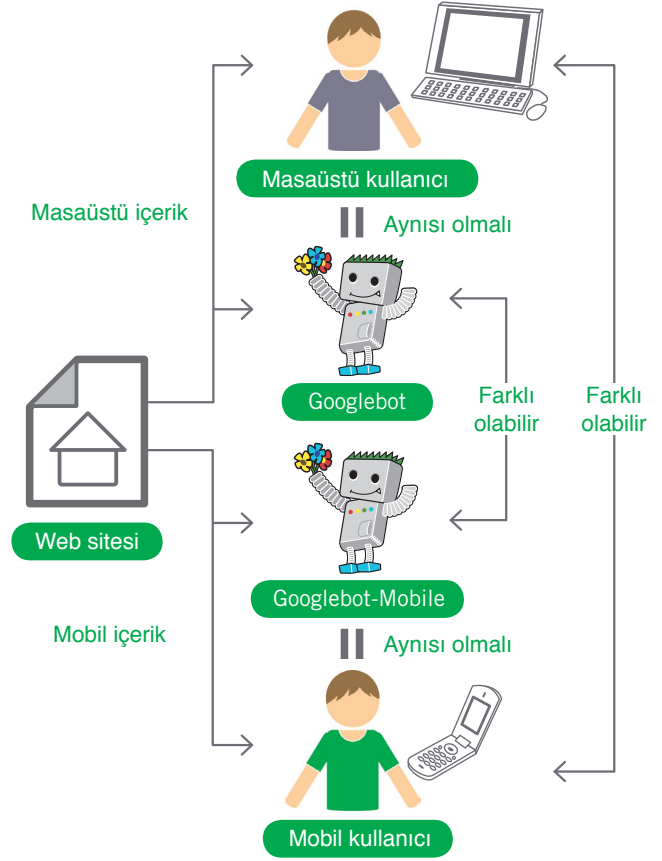 Masaüstü kullanıcı
Masaüstü içerik
Aynısı olmalı
Googlebot
Farklı
olabilir
Farklı
olabilir
Web sitesi
Googlebot-Mobile
Mobil içerik
Aynısı olmalı
Mobil kullanıcı